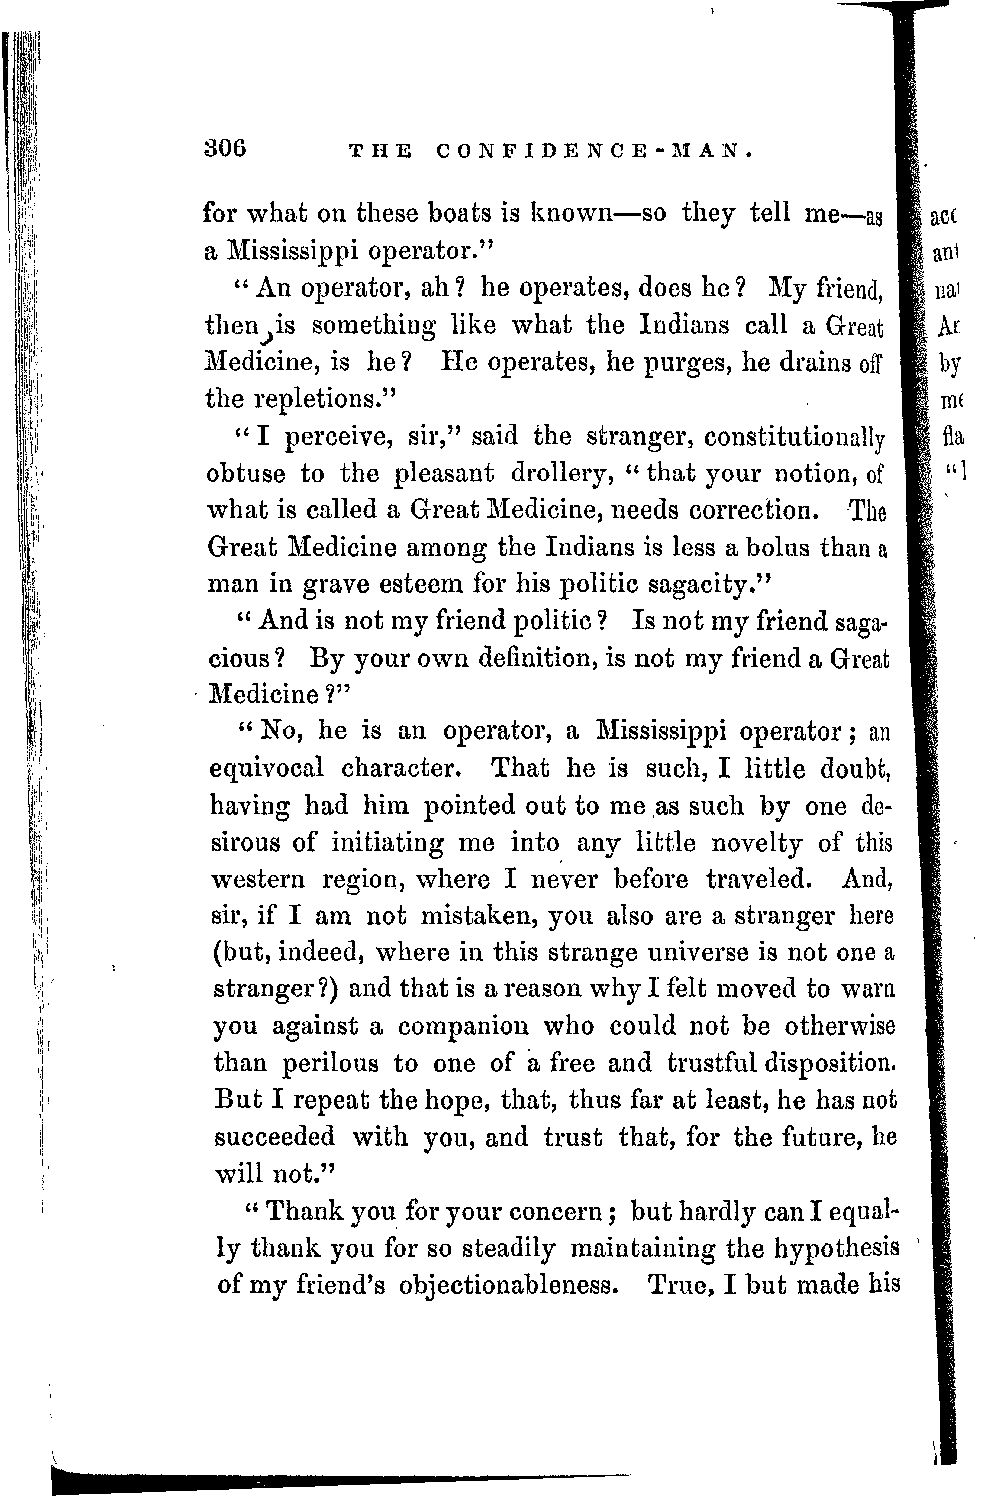 306 THE CONFIDENCE-MAN.
for what on these boats is known—so they tell me—as
a Mississippi operator."
"An operator, ah? he operates, does he? My friend,
then is something like what the Indians call a Great
Medicine, is he? He operates, he purges, he drains off
the repletions."
"I perceive, sir," said the stranger, constitutionally
obtuse to the pleasant drollery, "that your notion, of
what is called a Great Medicine, needs correction. The
Great Medicine among the Indians is less a bolus than a
man in grave esteem for his politic sagacity."
"And is not my friend politic? Is not my friend saga-
cious? By your own definition, is not my friend a Great
Medicine?"
"No, he is an operator, a Mississippi operator; an
equivocal character. That he is such, I little doubt,
having had him pointed out to me as such by one de-
sirous of initiating me into any little novelty of this
western region, where I never before traveled. And,
sir, if I am not mistaken, you also are a stranger here
(but, indeed, where in this strange universe is not one a
stranger?) and that is a reason why I felt moved to warn
you against a companion who could not be otherwise
than perilous to one of a free and trustful disposition.
But I repeat the hope, that, thus far at least, he has not
succeeded with you, and trust that, for the future, he
will not."
"Thank you for your concern; but hardly can I equal-
ly thank you for so steadily maintaining the hypothesis
of my friend's objectionableness. True, I but made his
by